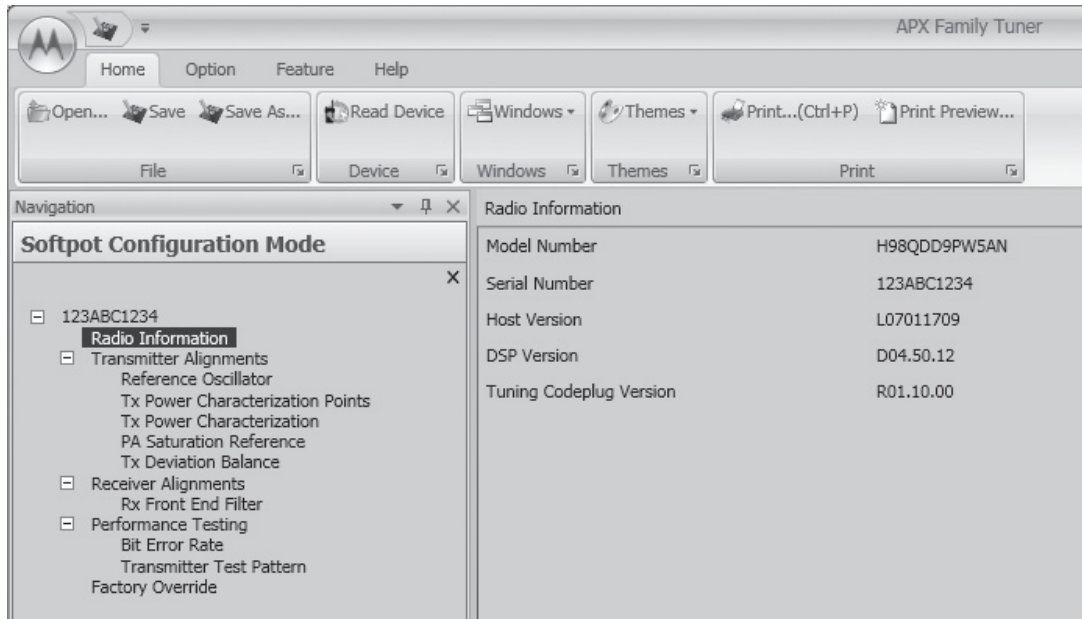 APX Family Tuner
Home Option Feature Help
Open... Save Save As... Read Device Windows Themes Print...(Ctrl+P) Print Preview...
File Device Windows Themes Print
Navigation
Softpot Configuration Mode
123ABC1234
Radio Information
Transmitter Alignments
Reference Oscillator
Tx Power Characterization Points
Tx Power Characterization
PA Saturation Reference
Tx Deviation Balance
Receiver Alignments
Rx Front End Filter
Performance Testing
Bit Error Rate
Transmitter Test Pattern
Factory Override
Radio Information
Model Number H98QDD9PW5AN
Serial Number 123ABC1234
Host Version L07011709
DSP Version D04.50.12
Tuning Codeplug Version R01.10.00